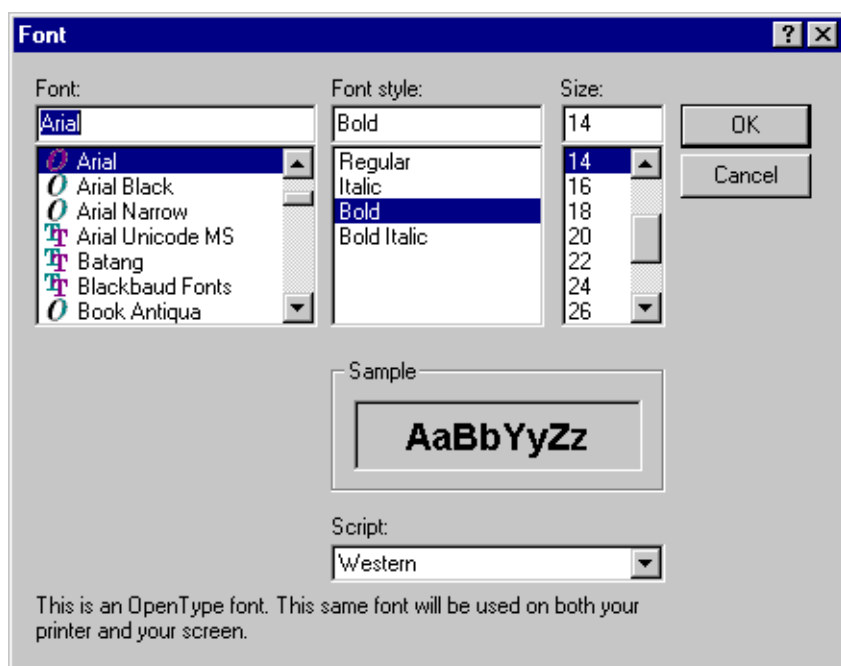 Font
Font:
Arial
Arial
Arial Black
Arial Narrow
Arial Unicode MS
Batang
Blackbaud Fonts
Book Antiqua
Font style:
Bold
Regular
Italic
Bold
Bold Italic
Size:
14
14
16
18
20
22
24
26
OK
Cancel
Sample
AaBbYyZz
Script:
Western
This is an OpenType font. This same font will be used on both your
printer and your screen.